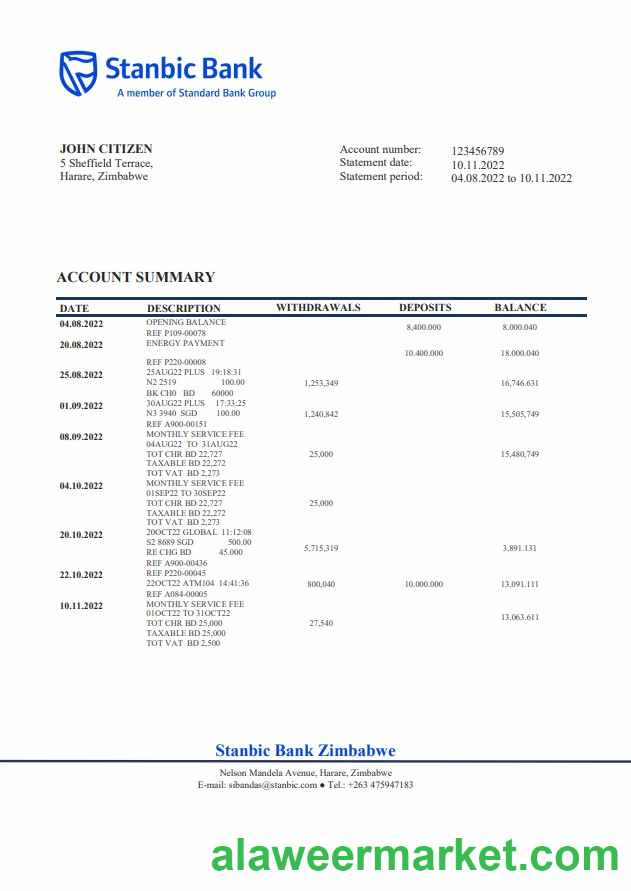 Stanbic Bank
A member of Standard Bank Group
JOHN CITIZEN
5 Sheffield Terrace,
Harare, Zimbabwe
Account number: 123456789
Statement date: 10.11.2022
Statement period: 04.08.2022 to 10.11.2022
ACCOUNT SUMMARY
DATE DESCRIPTION WITHDRAWALS DEPOSITS BALANCE
04.08.2022 OPENING BALANCE
8,400.000 8.000.040
REF P109-00078
20.08.2022 ENERGY PAYMENT
10.400.000 18.000.040
REF P220-00008
25.08.2022 25AUG22 PLUS 19:18:31
N2 2519 100.00 1,253,349 16,746.631
BK CH0 BD 60000
01.09.2022 30AUG22 PLUS 17:33:25
N3 3940 SGD 100.00 1,240,842 15,505,749
REF A900-00151
08.09.2022 MONTHLY SERVICE FEE
04AUG22 TO 31AUG22
TOT CHR BD 22,727 25,000 15,480,749
TAXABLE BD 22,272
TOT VAT BD 2,273
04.10.2022 MONTHLY SERVICE FEE
01SEP22 TO 30SEP22
TOT CHR BD 22,727 25,000
TAXABLE BD 22,272
TOT VAT BD 2,273
20.10.2022 20OCT22 GLOBAL 11:12:08
S2 8689 SGD 500.00
RE CHG BD 45.000 5,715,319 3,891.131
REF A900-00436
22.10.2022 REF P220-00045
22OCT22 ATM104 14:41:36 800,040 10,000.000 13,091.111
REF A084-00005
10.11.2022 MONTHLY SERVICE FEE
01OCT22 TO 31OCT22 13,063.611
TOT CHR BD 25,000 27,540
TAXABLE BD 25,000
TOT VAT BD 2,500
Stanbic Bank Zimbabwe
Nelson Mandela Avenue, Harare, Zimbabwe
E-mail: sibandas@stanbic.com ● Tel.: +263 475947183
alaweermarket.com